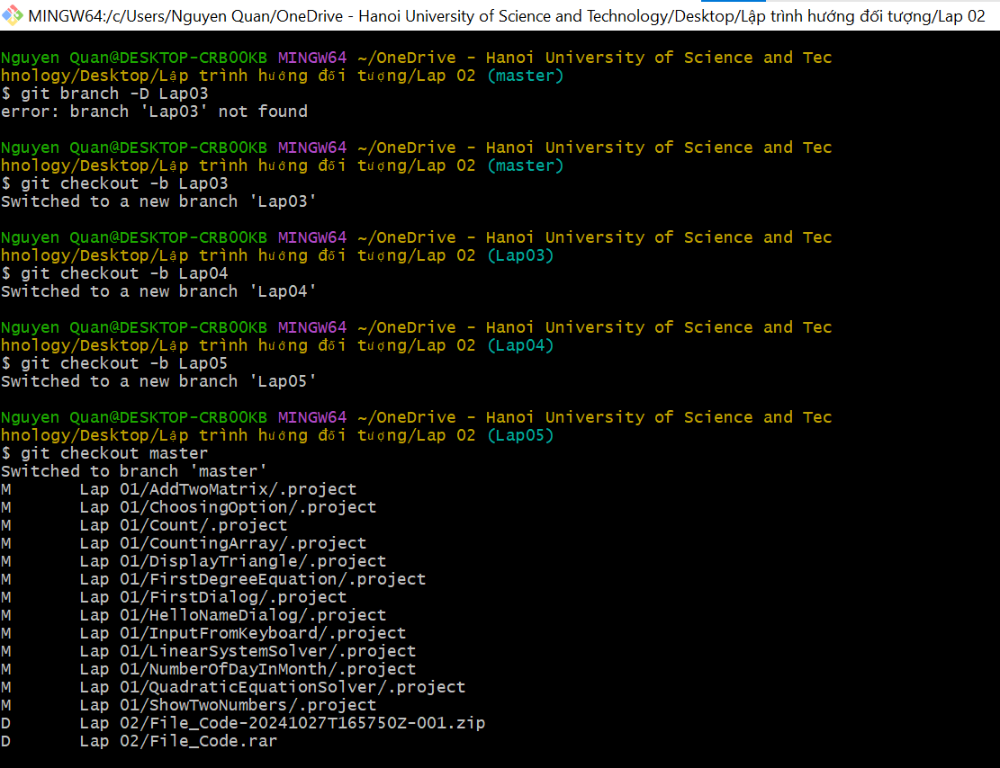 MINGW64:/c/Users/Nguyen Quan/OneDrive - Hanoi University of Science and Technology/Desktop/Lập trình hướng đối tượng/Lap 02
Nguyen Quan@DESKTOP-CRBO0KB MINGW64 ~/OneDrive - Hanoi University of Science and Tec
hnology/Desktop/Lập trình hướng đối tượng/Lap 02 (master)
$ git branch -D Lap03
error: branch 'Lap03' not found
Nguyen Quan@DESKTOP-CRBO0KB MINGW64 ~/OneDrive - Hanoi University of Science and Tec
hnology/Desktop/Lập trình hướng đối tượng/Lap 02 (master)
$ git checkout -b Lap03
Switched to a new branch 'Lap03'
Nguyen Quan@DESKTOP-CRBO0KB MINGW64 ~/OneDrive - Hanoi University of Science and Tec
hnology/Desktop/Lập trình hướng đối tượng/Lap 02 (Lap03)
$ git checkout -b Lap04
Switched to a new branch 'Lap04'
Nguyen Quan@DESKTOP-CRBO0KB MINGW64 ~/OneDrive - Hanoi University of Science and Tec
hnology/Desktop/Lập trình hướng đối tượng/Lap 02 (Lap04)
$ git checkout -b Lap05
Switched to a new branch 'Lap05'
Nguyen Quan@DESKTOP-CRBO0KB MINGW64 ~/OneDrive - Hanoi University of Science and Tec
hnology/Desktop/Lập trình hướng đối tượng/Lap 02 (Lap05)
$ git checkout master
Switched to branch 'master'
M       Lap 01/AddTwoMatrix/.project
M       Lap 01/ChoosingOption/.project
M       Lap 01/Count/.project
M       Lap 01/CountingArray/.project
M       Lap 01/DisplayTriangle/.project
M       Lap 01/FirstDegreeEquation/.project
M       Lap 01/FirstDialog/.project
M       Lap 01/HelloNameDialog/.project
M       Lap 01/InputFromKeyboard/.project
M       Lap 01/LinearSystemSolver/.project
M       Lap 01/NumberOfDayInMonth/.project
M       Lap 01/QuadraticEquationSolver/.project
M       Lap 01/ShowTwoNumbers/.project
D       Lap 02/File_Code-20241027T165750Z-001.zip
D       Lap 02/File_Code.rar